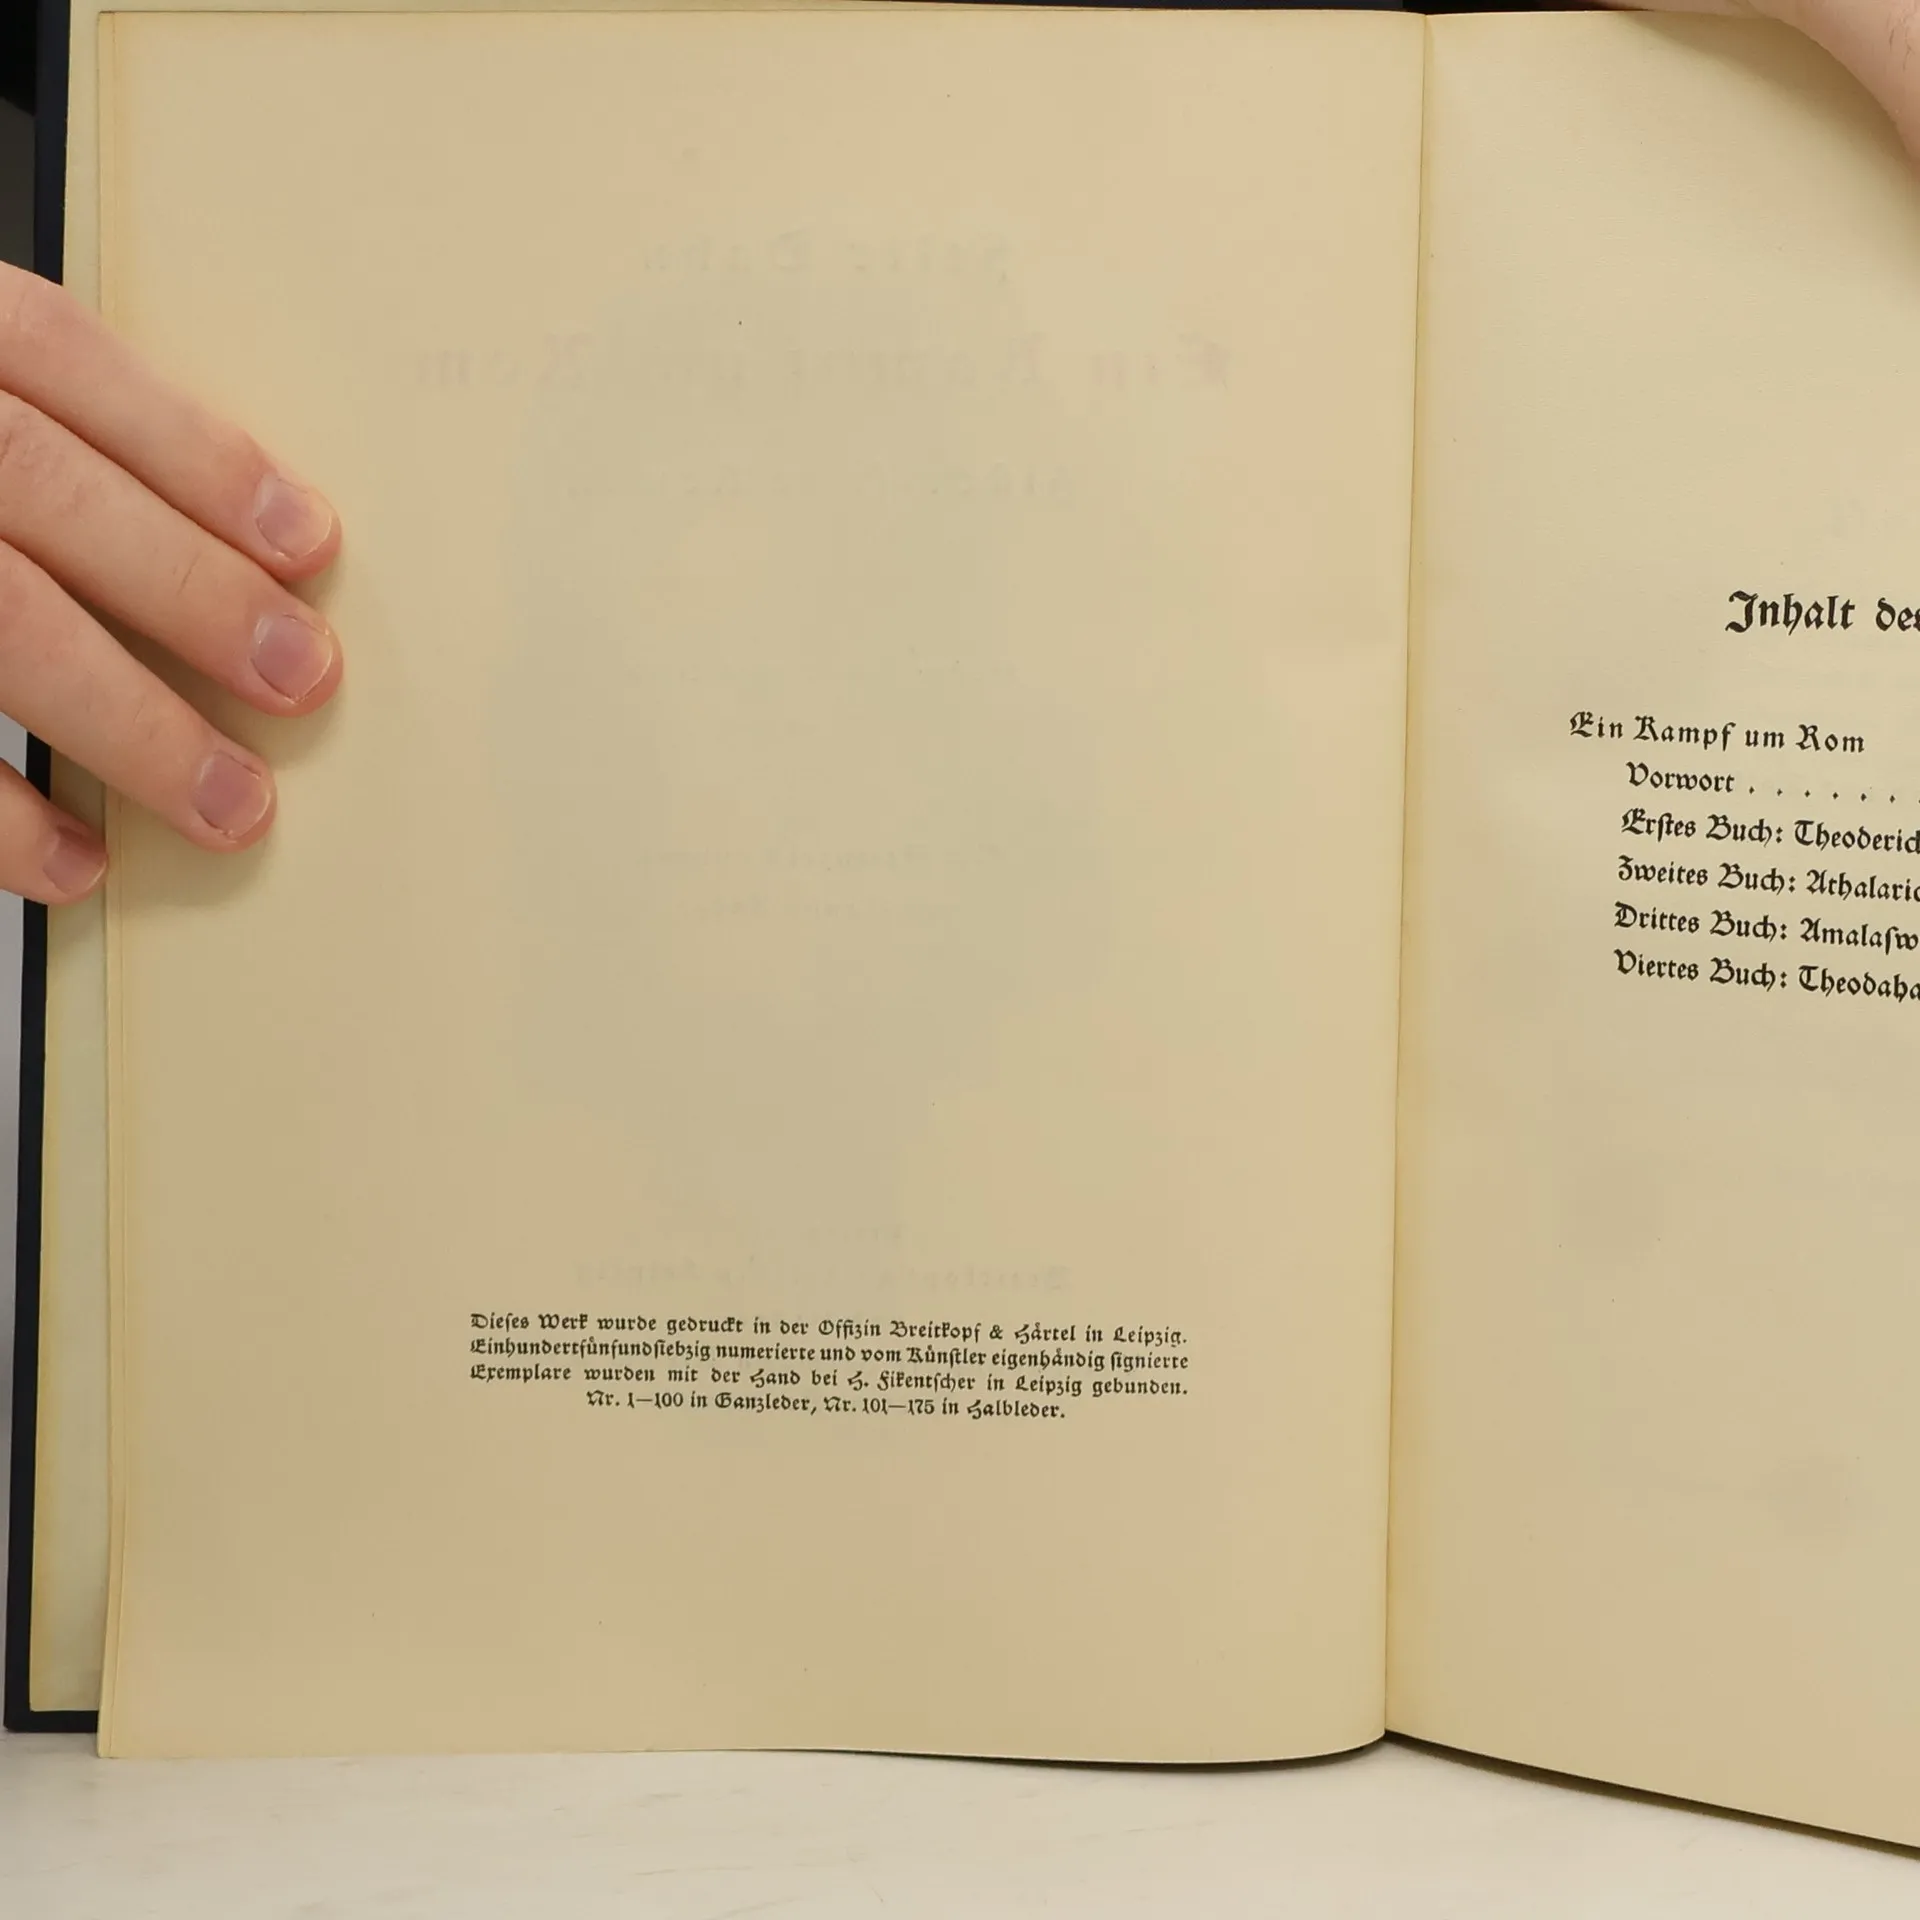 Dieſes Werk wurde gedruckt in der Offizin Breitkopf & Härtel in Leipzig.
Einhundertfünfundſiebzig numerierte und vom Künſtler eigenhändig ſignierte
Exemplare wurden mit der Hand bei H. Fikentſcher in Leipzig gebunden.
Nr. 1—100 in Ganzleder, Nr. 101—175 in Halbleder.
Inhalt des
Ein Kampf um Rom
Vorwort . . . . . . .
Erſtes Buch: Theoderich
Zweites Buch: Athalaric
Drittes Buch: Amalaſw
Viertes Buch: Theodaha